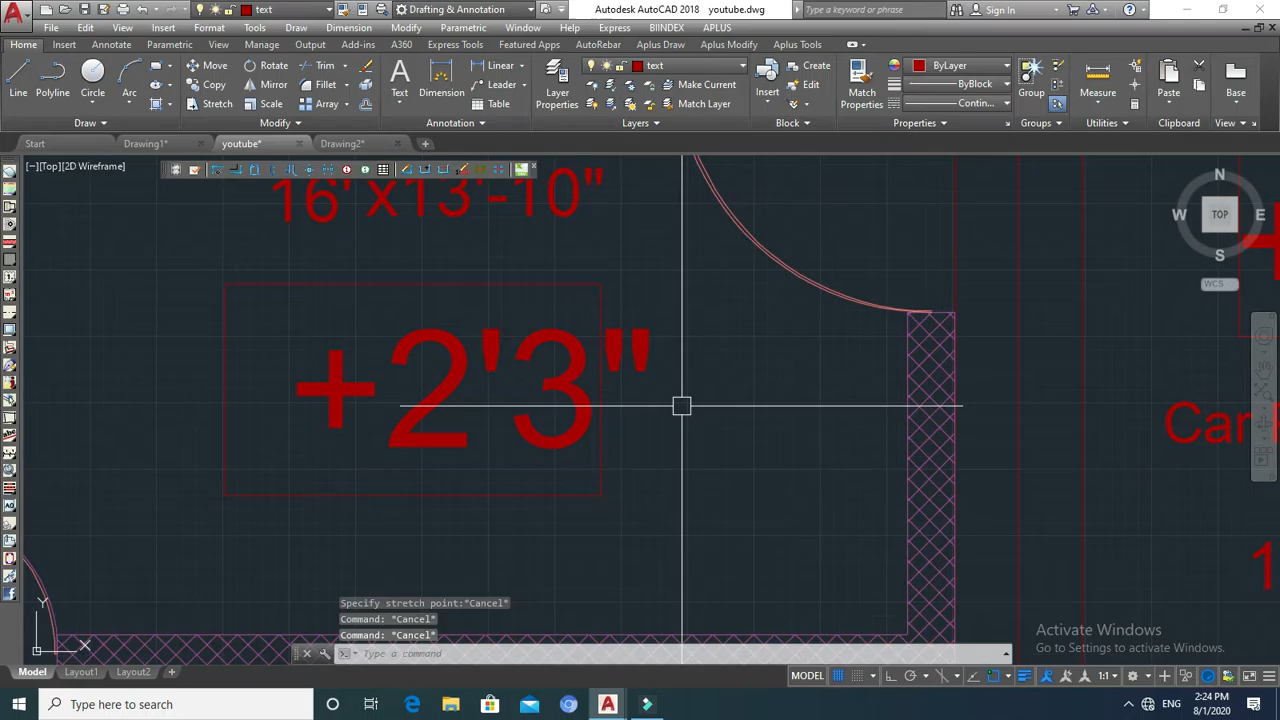 text
Drafting & Annotation
Autodesk AutoCAD 2018 youtube.dwg
Type a keyword or phrase
Sign In
File Edit View Insert Format Tools Draw Dimension Modify Parametric Window Help Express BINIDEX APLUS
Home Insert Annotate Parametric View Manage Output Add-ins A360 Express Tools Featured Apps AutoRebar Aplus Draw Aplus Modify Aplus Tools
Line Polyline Circle Arc
Move Rotate Trim
Copy Mirror Fillet
Stretch Scale Array
Text Dimension
Linear
Leader
Table
Layer Properties
text
Make Current
Match Layer
Insert
Create
Edit
Match Properties
ByLayer
ByBlock
Contin...
Group
Measure
Paste
Base
Draw Modify Annotation Layers Block Properties Groups Utilities Clipboard View
Start Drawing1* youtube* Drawing2*
[−][Top][2D Wireframe]
16'X13'-10"
N
W TOP E
S
WCS
+2'3"
Car
1
Specify stretch point:*Cancel*
Command: *Cancel*
Command: *Cancel*
Type a command
Y
X
Activate Windows
Go to Settings to activate Windows.
Model Layout1 Layout2
MODEL
1:1
Type here to search
ENG
2:24 PM
8/1/2020